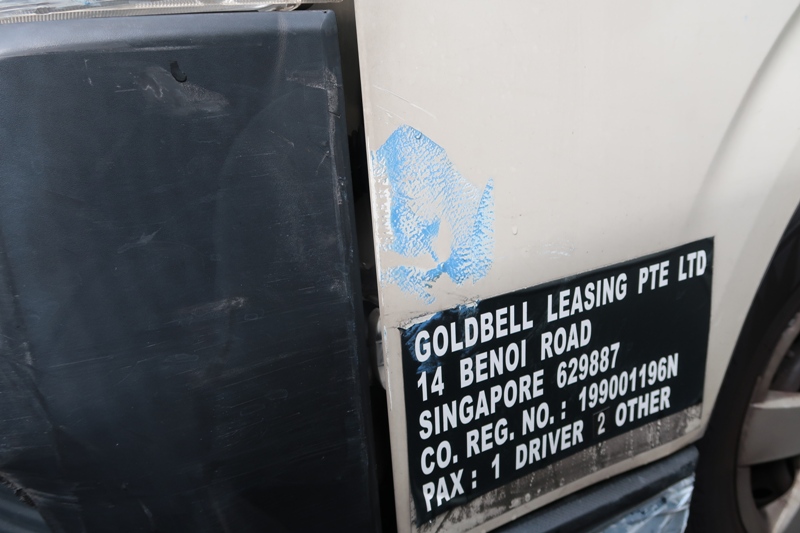 GOLDBELL LEASING PTE LTD
14 BENOI ROAD
SINGAPORE 629887
CO. REG. NO.: 199001196N
PAX: 1 DRIVER 2 OTHER